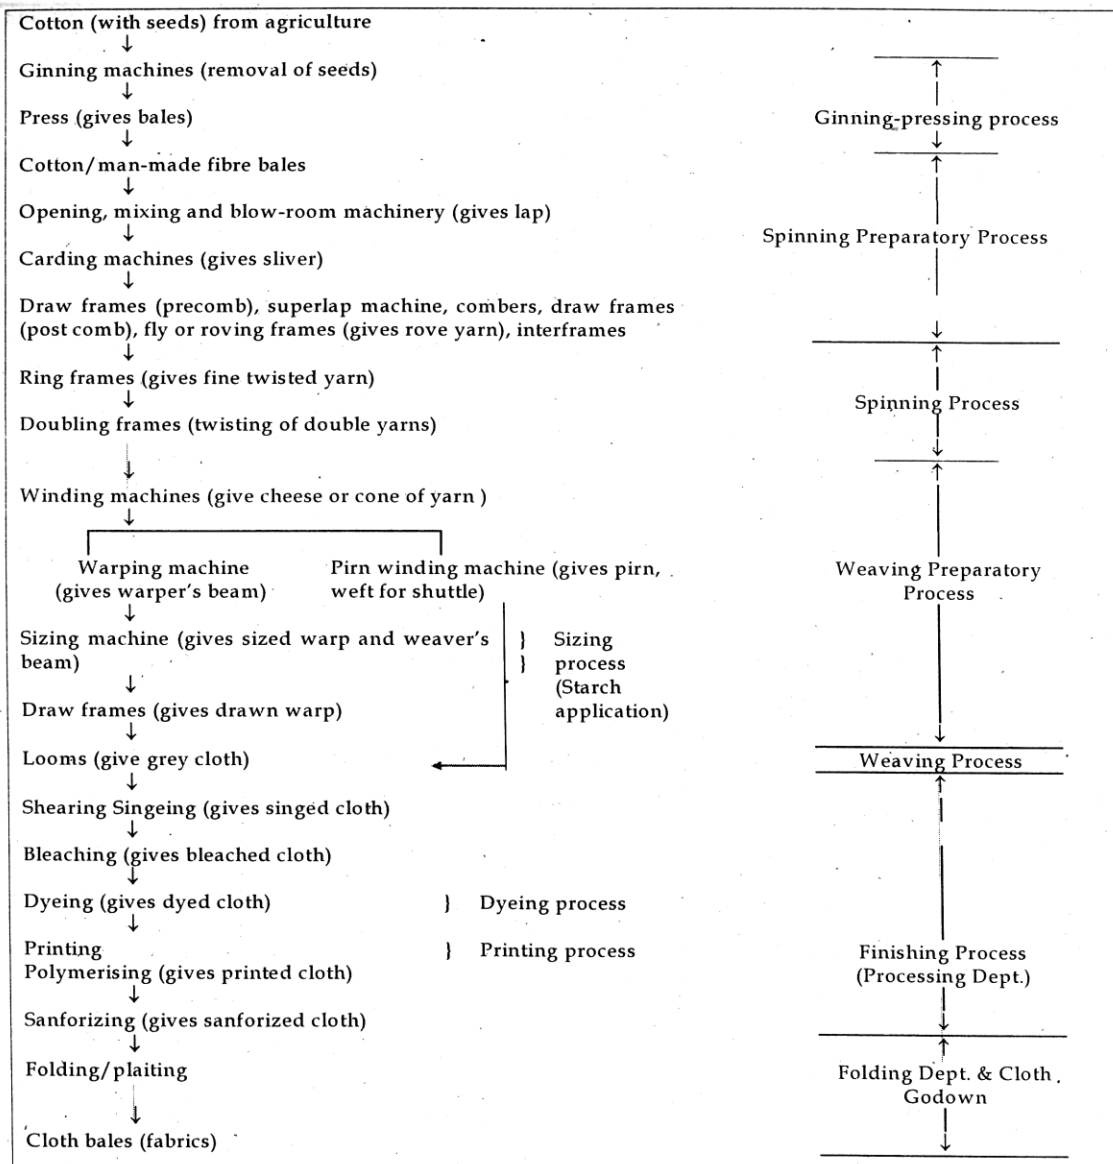 Cotton (with seeds) from agriculture
Ginning machines (removal of seeds)
Press (gives bales)
Ginning-pressing process
Cotton/man-made fibre bales
Opening, mixing and blow-room machinery (gives lap)
Spinning Preparatory Process
Carding machines (gives sliver)
Draw frames (precomb), superlap machine, combers, draw frames
(post comb), fly or roving frames (gives rove yarn), interframes
Ring frames (gives fine twisted yarn)
Spinning Process
Doubling frames (twisting of double yarns)
Winding machines (give cheese or cone of yarn )
Warping machine
(gives warper's beam)
Pirn winding machine (gives pirn,
weft for shuttle)
Weaving Preparatory
Process
Sizing machine (gives sized warp and weaver's
beam)
} Sizing
} process
(Starch
application)
Draw frames (gives drawn warp)
Looms (give grey cloth)
Weaving Process
Shearing Singeing (gives singed cloth)
Bleaching (gives bleached cloth)
Dyeing (gives dyed cloth) } Dyeing process
Printing } Printing process
Polymerising (gives printed cloth)
Finishing Process
(Processing Dept.)
Sanforizing (gives sanforized cloth)
Folding/plaiting
Folding Dept. & Cloth
Godown
Cloth bales (fabrics)